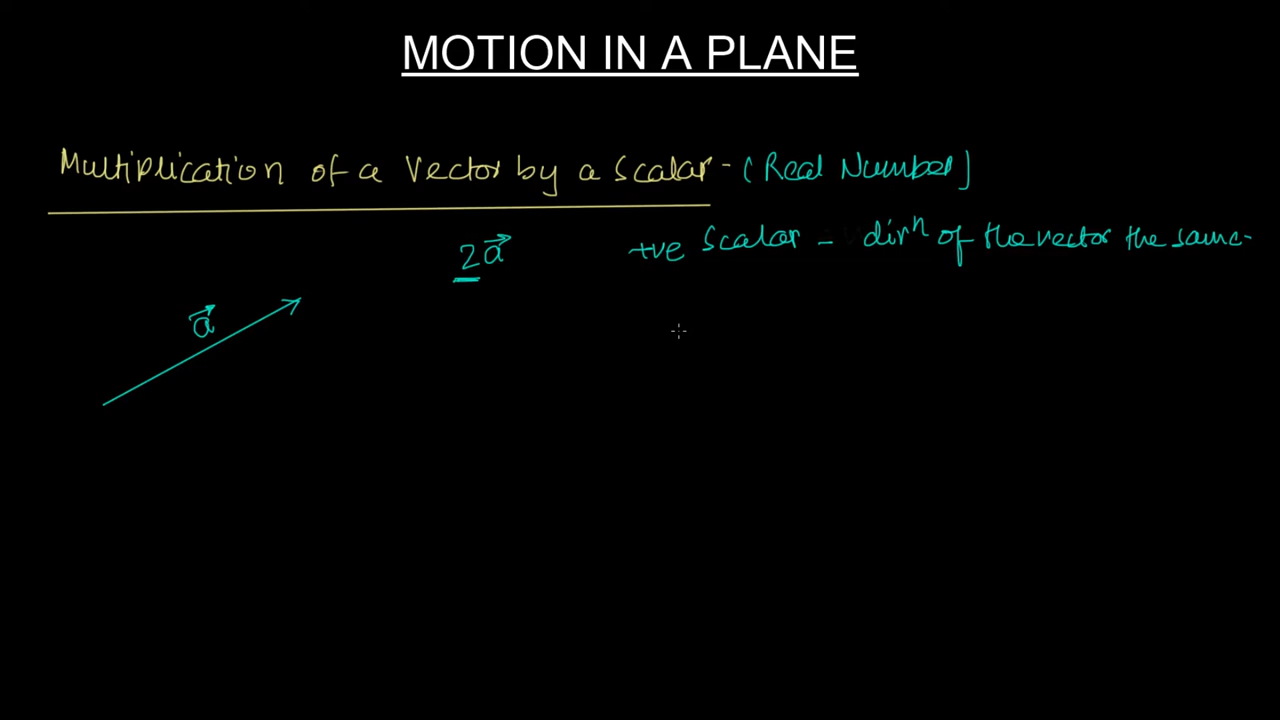 MOTION IN A PLANE
Multiplication of a Vector by a Scalar - (Real Number)
2a⃗ +ve Scalar - dirⁿ of the vector the same-
a⃗